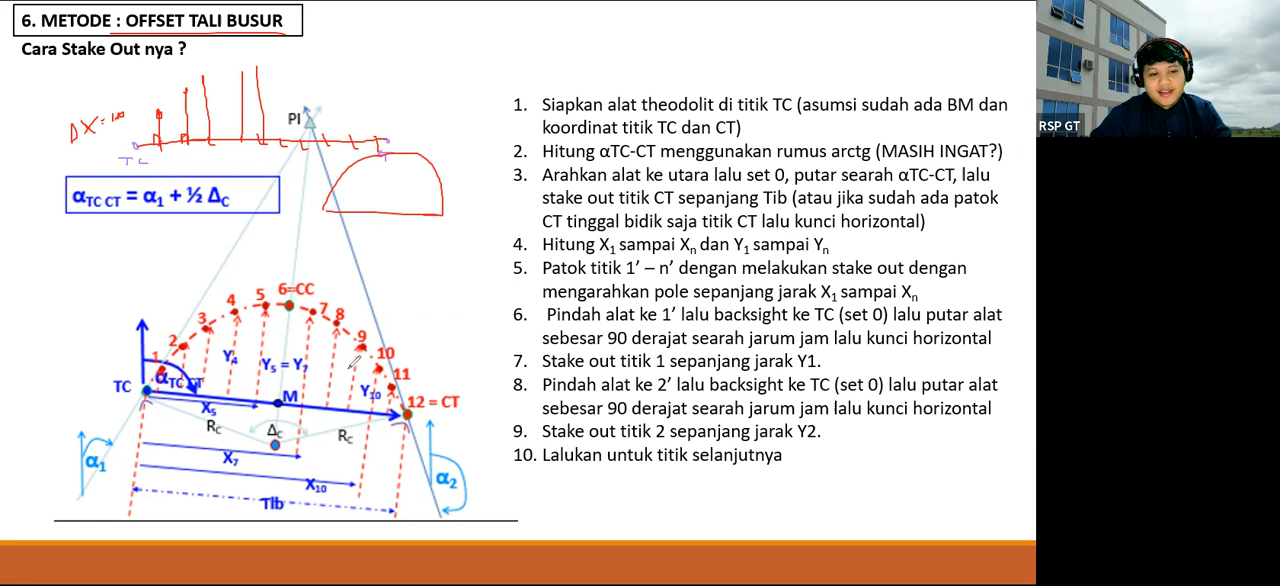 6. METODE : OFFSET TALI BUSUR
Cara Stake Out nya ?
ΔX = 1.00
TC
PI
α TC CT = α1 + ½ ΔC
1
2
3
4
5
6=CC
7
8
9
10
11
12 = CT
Y4
Y5 = Y7
Y10
αTC CT
TC
M
X5
RC
ΔC
RC
α1
X7
X10
α2
Tib
1. Siapkan alat theodolit di titik TC (asumsi sudah ada BM dan
koordinat titik TC dan CT)
2. Hitung αTC-CT menggunakan rumus arctg (MASIH INGAT?)
3. Arahkan alat ke utara lalu set 0, putar searah αTC-CT, lalu
stake out titik CT sepanjang Tib (atau jika sudah ada patok
CT tinggal bidik saja titik CT lalu kunci horizontal)
4. Hitung X1 sampai Xn dan Y1 sampai Yn
5. Patok titik 1’ – n’ dengan melakukan stake out dengan
mengarahkan pole sepanjang jarak X1 sampai Xn
6. Pindah alat ke 1’ lalu backsight ke TC (set 0) lalu putar alat
sebesar 90 derajat searah jarum jam lalu kunci horizontal
7. Stake out titik 1 sepanjang jarak Y1.
8. Pindah alat ke 2’ lalu backsight ke TC (set 0) lalu putar alat
sebesar 90 derajat searah jarum jam lalu kunci horizontal
9. Stake out titik 2 sepanjang jarak Y2.
10. Lalukan untuk titik selanjutnya
RSP GT